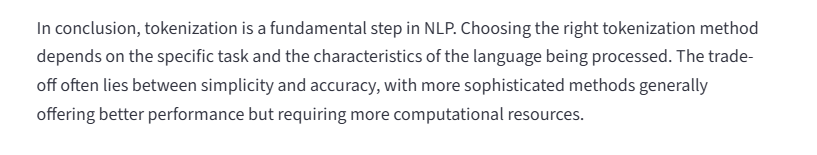 In conclusion, tokenization is a fundamental step in NLP. Choosing the right tokenization method
depends on the specific task and the characteristics of the language being processed. The trade-
off often lies between simplicity and accuracy, with more sophisticated methods generally
offering better performance but requiring more computational resources.